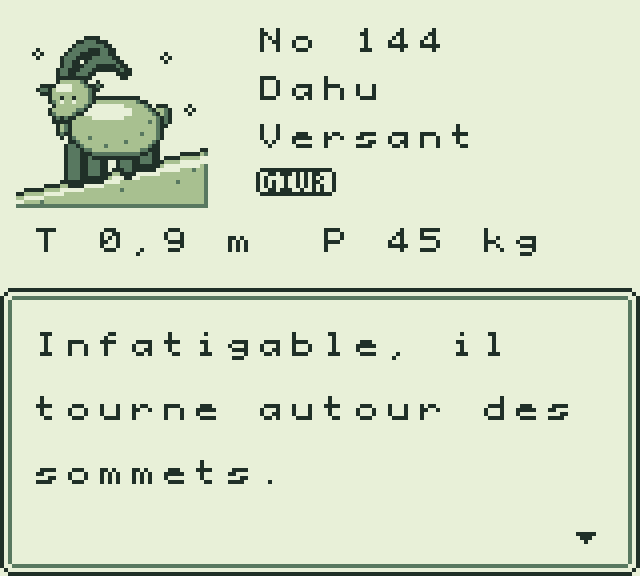 No 144
Dahu
Versant
GIVR
T 0,9 m P 45 kg
Infatigable, il
tourne autour des
sommets.